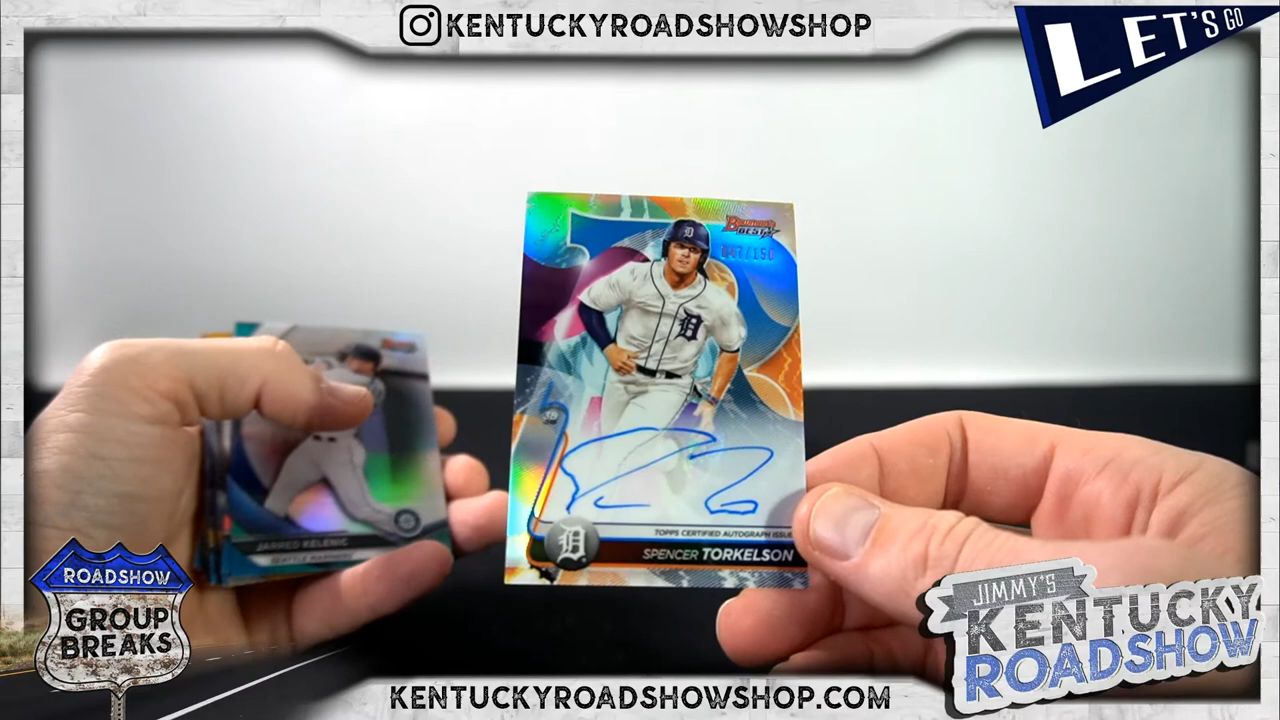 KENTUCKYROADSHOWSHOP
LET'S GO
BOWMAN'S
BEST
D
D
3B
TOPPS CERTIFIED AUTOGRAPH ISSUE
SPENCER TORKELSON
D
JARRED KELENIC
SEATTLE MARINERS
ROADSHOW
GROUP
BREAKS
JIMMY'S
KENTUCKY
ROADSHOW
KENTUCKYROADSHOWSHOP.COM